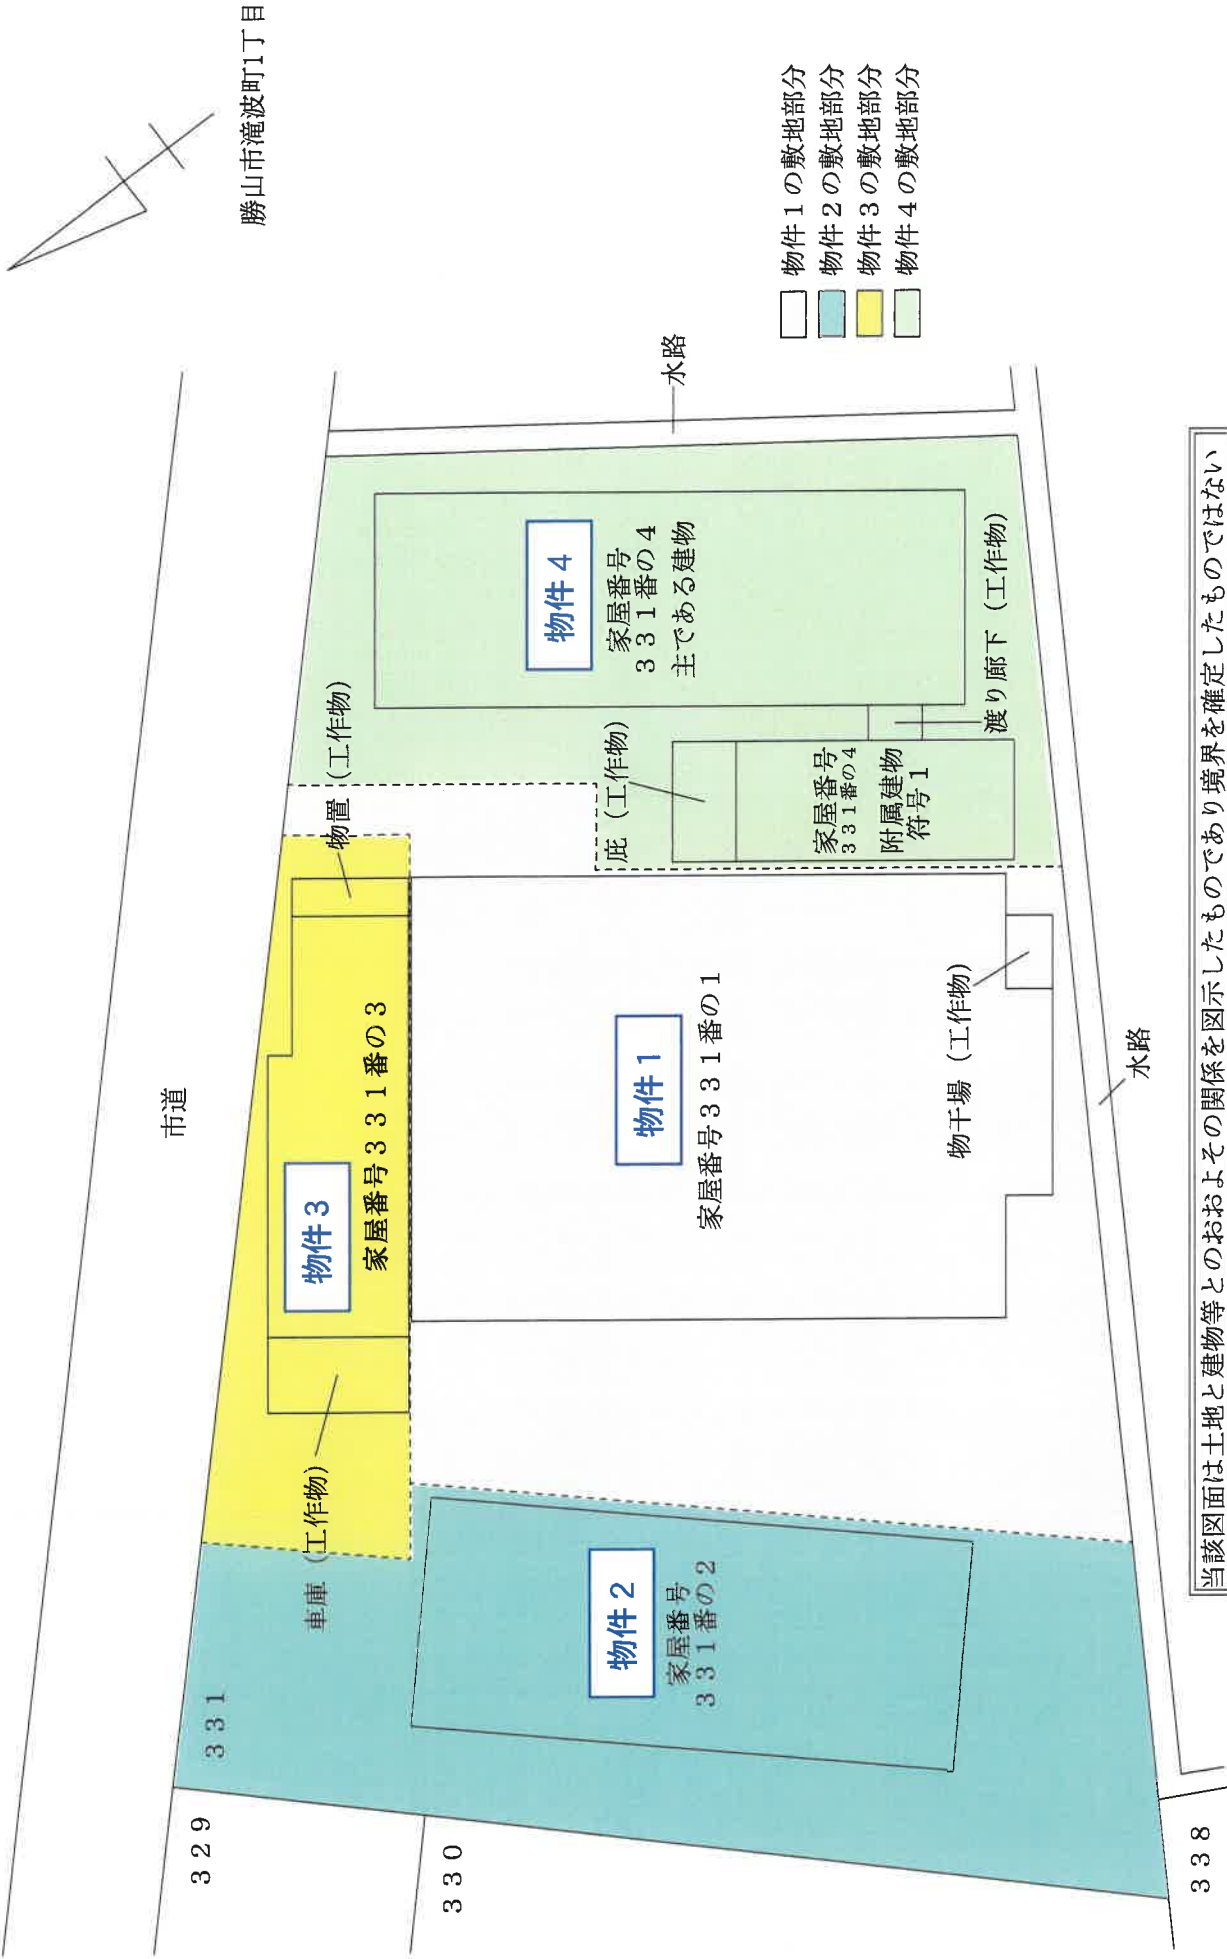 勝山市滝波町1丁目
市道
水路
物件1の敷地部分
物件2の敷地部分
物件3の敷地部分
物件4の敷地部分
329
331
330
338
車庫（工作物）
物件3
家屋番号331番の3
物置（工作物）
物件2
家屋番号
331番の2
物件1
家屋番号331番の1
物干場（工作物）
庇（工作物）
家屋番号
331番の4
附属建物
符号1
渡り廊下（工作物）
物件4
家屋番号
331番の4
主である建物
水路
当該図面は土地と建物等とのおおよその関係を図示したものであり境界を確定したものではない